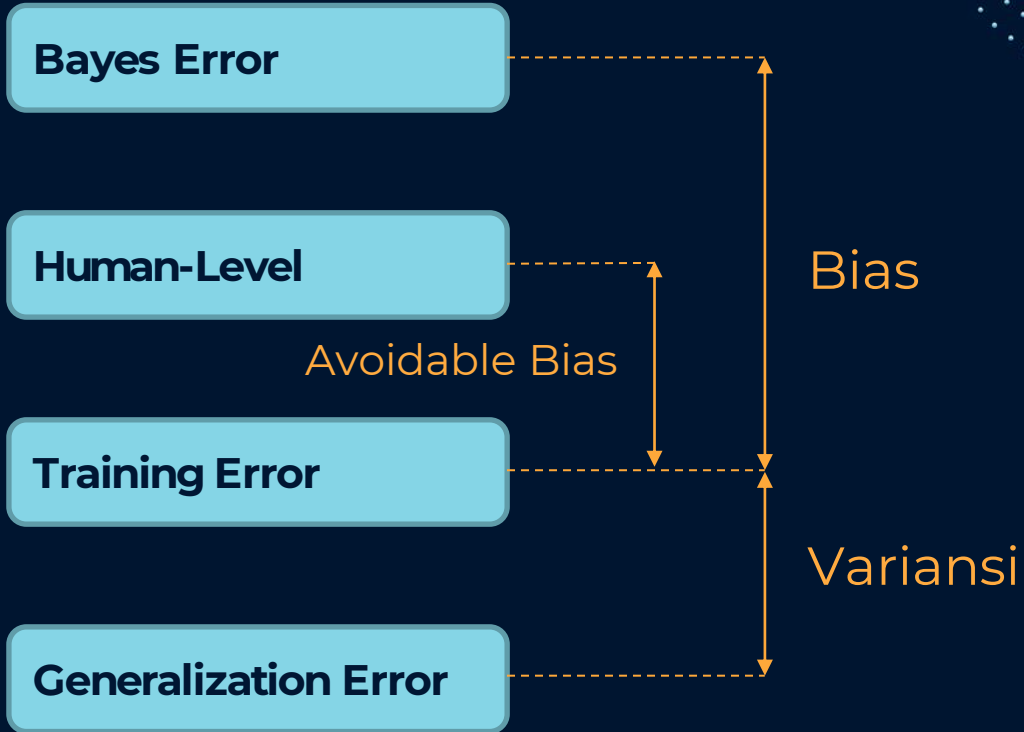 Bayes Error
Human-Level
Bias
Avoidable Bias
Training Error
Variansi
Generalization Error